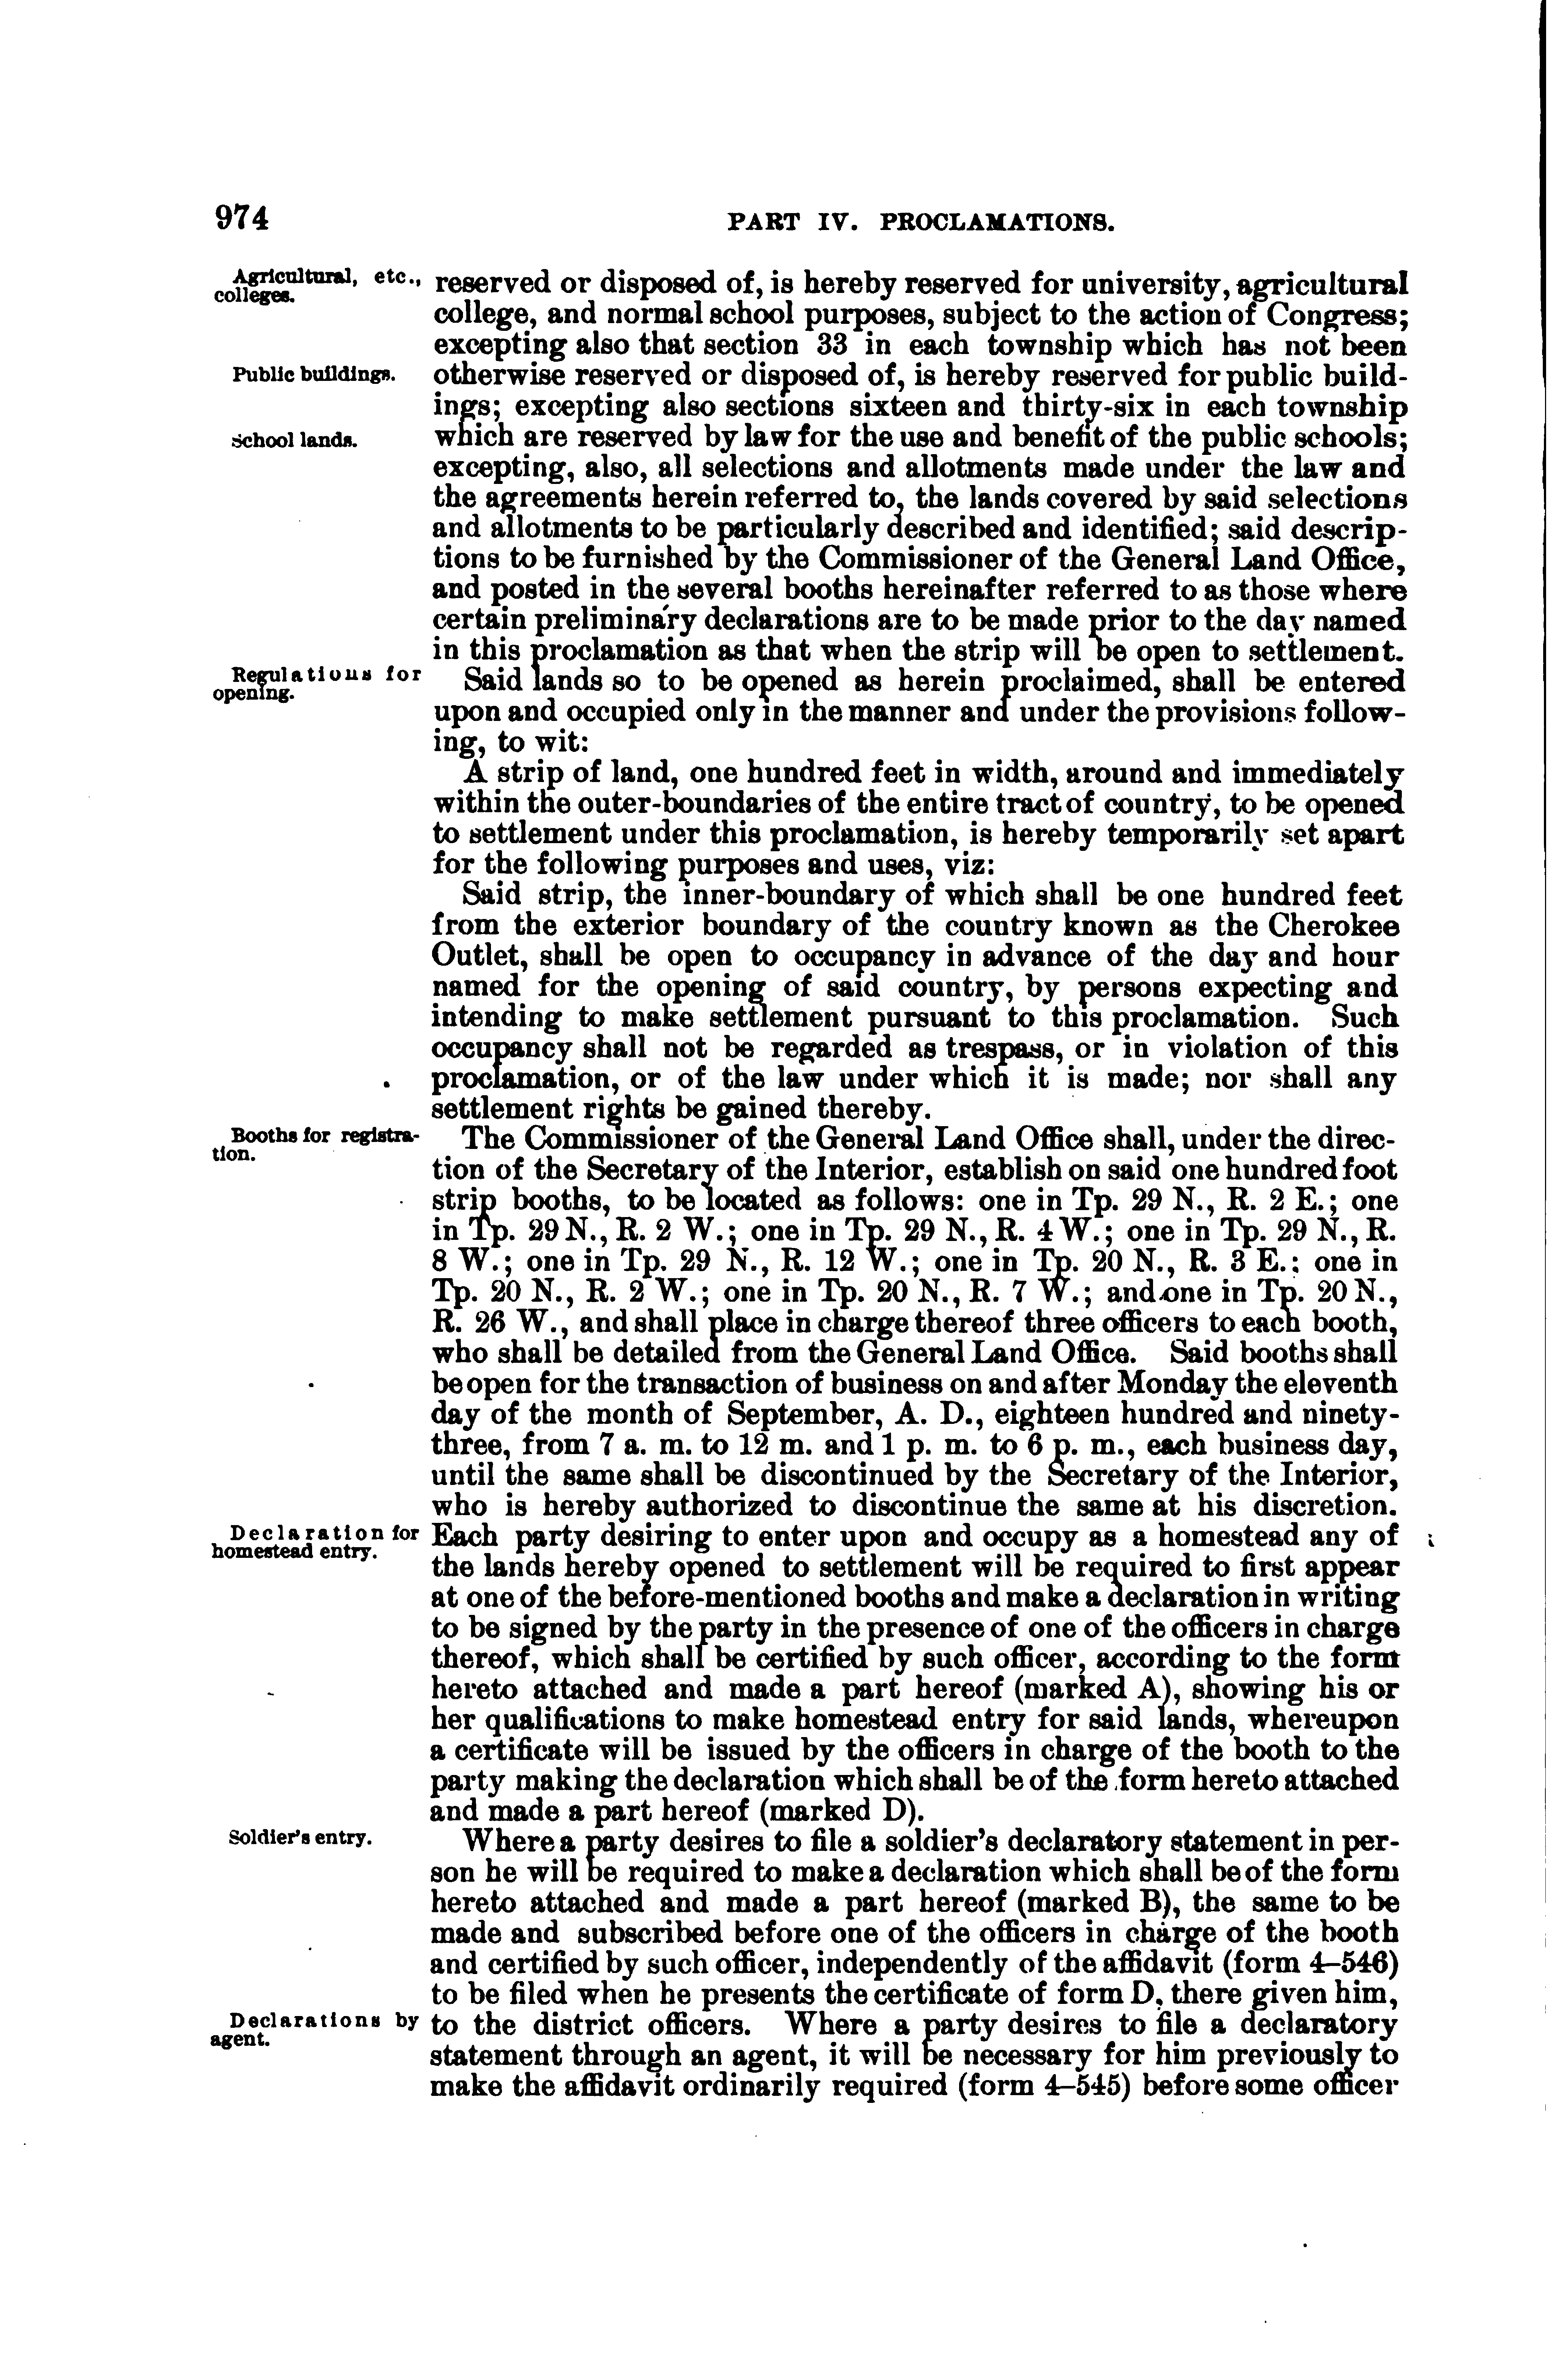 974
PART IV. PROCLAMATIONS.
Agricultural, etc.,
colleges.
reserved or disposed of, is hereby reserved for university, agricultural
college, and normal school purposes, subject to the action of Congress;
excepting also that section 33 in each township which has not been
Public buildings.
otherwise reserved or disposed of, is hereby reserved for public build-
ings; excepting also sections sixteen and thirty-six in each township
School lands.
which are reserved by law for the use and benefit of the public schools;
excepting, also, all selections and allotments made under the law and
the agreements herein referred to, the lands covered by said selections
and allotments to be particularly described and identified; said descrip-
tions to be furnished by the Commissioner of the General Land Office,
and posted in the several booths hereinafter referred to as those where
certain preliminary declarations are to be made prior to the day named
in this proclamation as that when the strip will be open to settlement.
Regulations for
opening.
Said lands so to be opened as herein proclaimed, shall be entered
upon and occupied only in the manner and under the provisions follow-
ing, to wit:
A strip of land, one hundred feet in width, around and immediately
within the outer-boundaries of the entire tract of country, to be opened
to settlement under this proclamation, is hereby temporarily set apart
for the following purposes and uses, viz:
Said strip, the inner-boundary of which shall be one hundred feet
from the exterior boundary of the country known as the Cherokee
Outlet, shall be open to occupancy in advance of the day and hour
named for the opening of said country, by persons expecting and
intending to make settlement pursuant to this proclamation. Such
occupancy shall not be regarded as trespass, or in violation of this
proclamation, or of the law under which it is made; nor shall any
settlement rights be gained thereby.
Booths for registra-
tion.
The Commissioner of the General Land Office shall, under the direc-
tion of the Secretary of the Interior, establish on said one hundred foot
strip booths, to be located as follows: one in Tp. 29 N., R. 2 E.; one
in Tp. 29 N., R. 2 W.; one in Tp. 29 N., R. 4 W.; one in Tp. 29 N., R.
8 W.; one in Tp. 29 N., R. 12 W.; one in Tp. 20 N., R. 3 E.; one in
Tp. 20 N., R. 2 W.; one in Tp. 20 N., R. 7 W.; and one in Tp. 20 N.,
R. 26 W., and shall place in charge thereof three officers to each booth,
who shall be detailed from the General Land Office. Said booths shall
be open for the transaction of business on and after Monday the eleventh
day of the month of September, A. D., eighteen hundred and ninety-
three, from 7 a. m. to 12 m. and 1 p. m. to 6 p. m., each business day,
until the same shall be discontinued by the Secretary of the Interior,
who is hereby authorized to discontinue the same at his discretion.
Declaration for
homestead entry.
Each party desiring to enter upon and occupy as a homestead any of
the lands hereby opened to settlement will be required to first appear
at one of the before-mentioned booths and make a declaration in writing
to be signed by the party in the presence of one of the officers in charge
thereof, which shall be certified by such officer, according to the form
hereto attached and made a part hereof (marked A), showing his or
her qualifications to make homestead entry for said lands, whereupon
a certificate will be issued by the officers in charge of the booth to the
party making the declaration which shall be of the form hereto attached
and made a part hereof (marked D).
Soldier's entry.
Where a party desires to file a soldier's declaratory statement in per-
son he will be required to make a declaration which shall be of the form
hereto attached and made a part hereof (marked B), the same to be
made and subscribed before one of the officers in charge of the booth
and certified by such officer, independently of the affidavit (form 4–546)
to be filed when he presents the certificate of form D, there given him,
Declarations by
agent.
to the district officers. Where a party desires to file a declaratory
statement through an agent, it will be necessary for him previously to
make the affidavit ordinarily required (form 4–545) before some officer